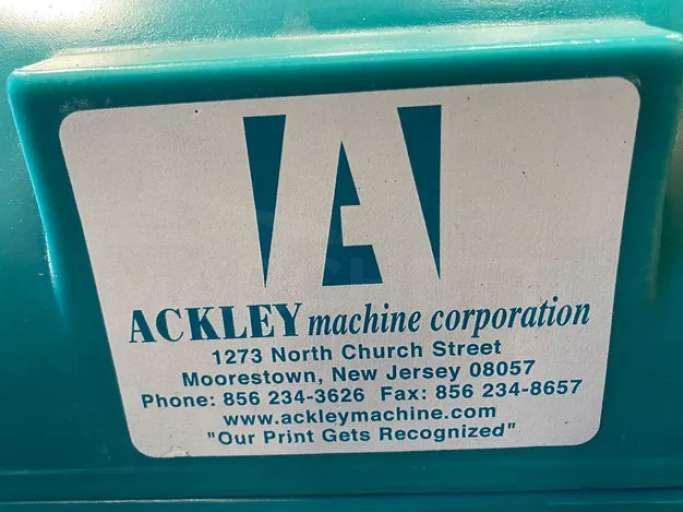 ACKLEY machine corporation
1273 North Church Street
Moorestown, New Jersey 08057
Phone: 856 234-3626 Fax: 856 234-8657
www.ackleymachine.com
"Our Print Gets Recognized"